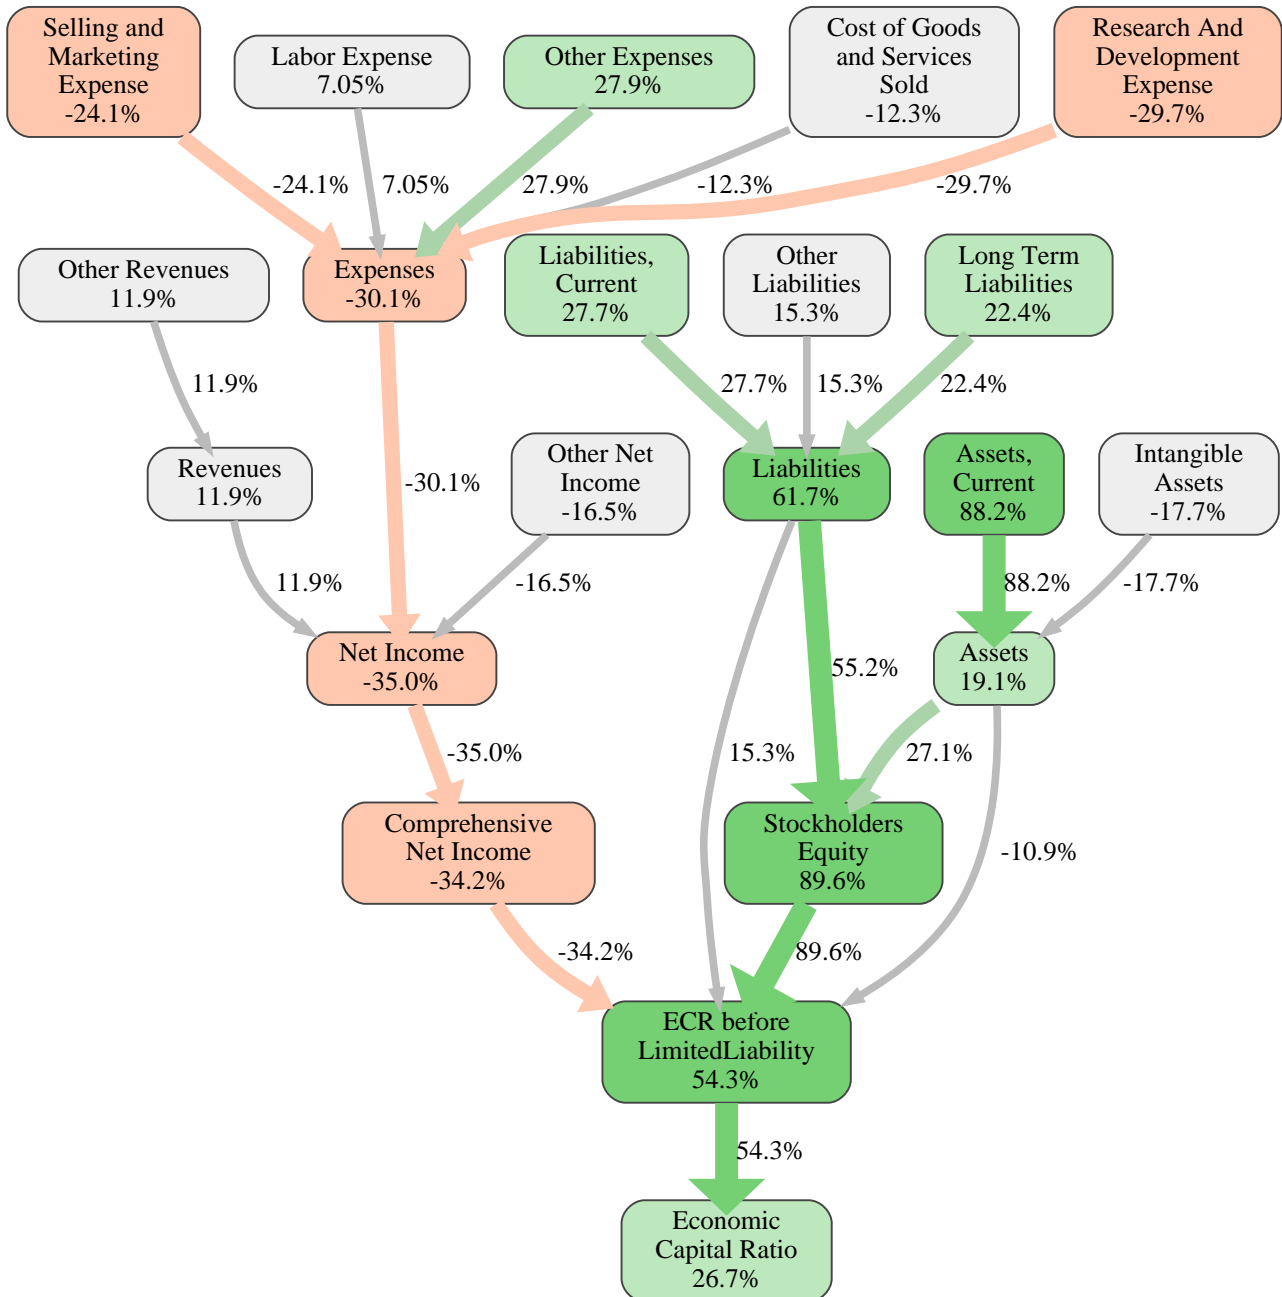 Selling and
Marketing
Expense
-24.1%
Labor Expense
7.05%
Other Expenses
27.9%
Cost of Goods
and Services
Sold
-12.3%
Research And
Development
Expense
-29.7%
-24.1%
7.05%
27.9%
-12.3%
-29.7%
Other Revenues
11.9%
Expenses
-30.1%
Liabilities,
Current
27.7%
Other
Liabilities
15.3%
Long Term
Liabilities
22.4%
11.9%
27.7%
15.3%
22.4%
Revenues
11.9%
-30.1%
Other Net
Income
-16.5%
Liabilities
61.7%
Assets,
Current
88.2%
Intangible
Assets
-17.7%
11.9%
-16.5%
88.2%
-17.7%
Net Income
-35.0%
55.2%
Assets
19.1%
-35.0%
15.3%
27.1%
Comprehensive
Net Income
-34.2%
Stockholders
Equity
89.6%
-10.9%
-34.2%
89.6%
ECR before
LimitedLiability
54.3%
54.3%
Economic
Capital Ratio
26.7%